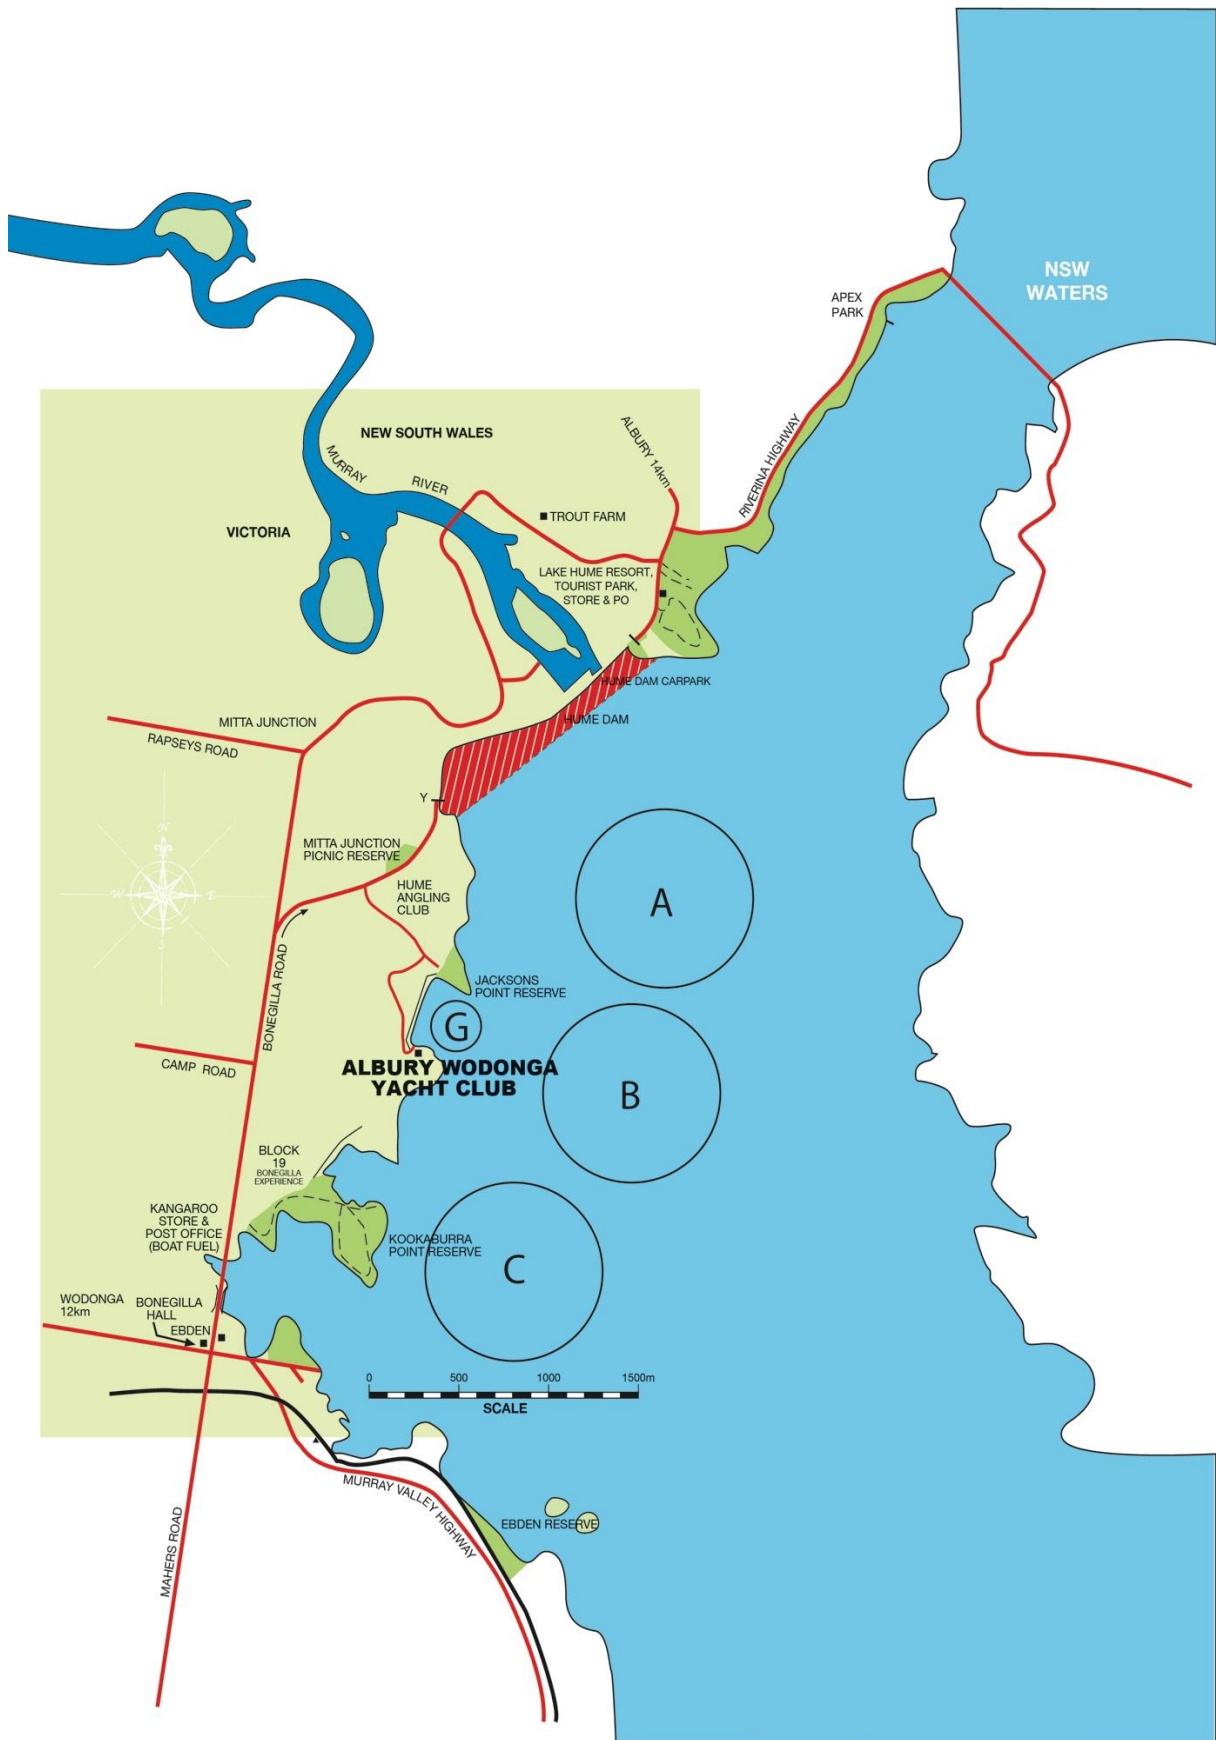 NSW
WATERS
APEX
PARK
NEW SOUTH WALES
ALBURY 14km
RIVERINA HIGHWAY
MURRAY
RIVER
TROUT FARM
VICTORIA
LAKE HUME RESORT,
TOURIST PARK,
STORE & PO
HUME DAM CARPARK
HUME DAM
MITTA JUNCTION
RAPSEYS ROAD
Y
N
W
E
S
MITTA JUNCTION
PICNIC RESERVE
HUME
ANGLING
CLUB
A
BONEGILLA ROAD
JACKSONS
POINT RESERVE
G
CAMP ROAD
ALBURY WODONGA
YACHT CLUB
B
BLOCK
19
BONEGILLA
EXPERIENCE
KANGAROO
STORE &
POST OFFICE
(BOAT FUEL)
KOOKABURRA
POINT RESERVE
C
WODONGA
12km
BONEGILLA
HALL
EBDEN
0 500 1000 1500m
SCALE
MURRAY VALLEY HIGHWAY
EBDEN RESERVE
MAHERS ROAD